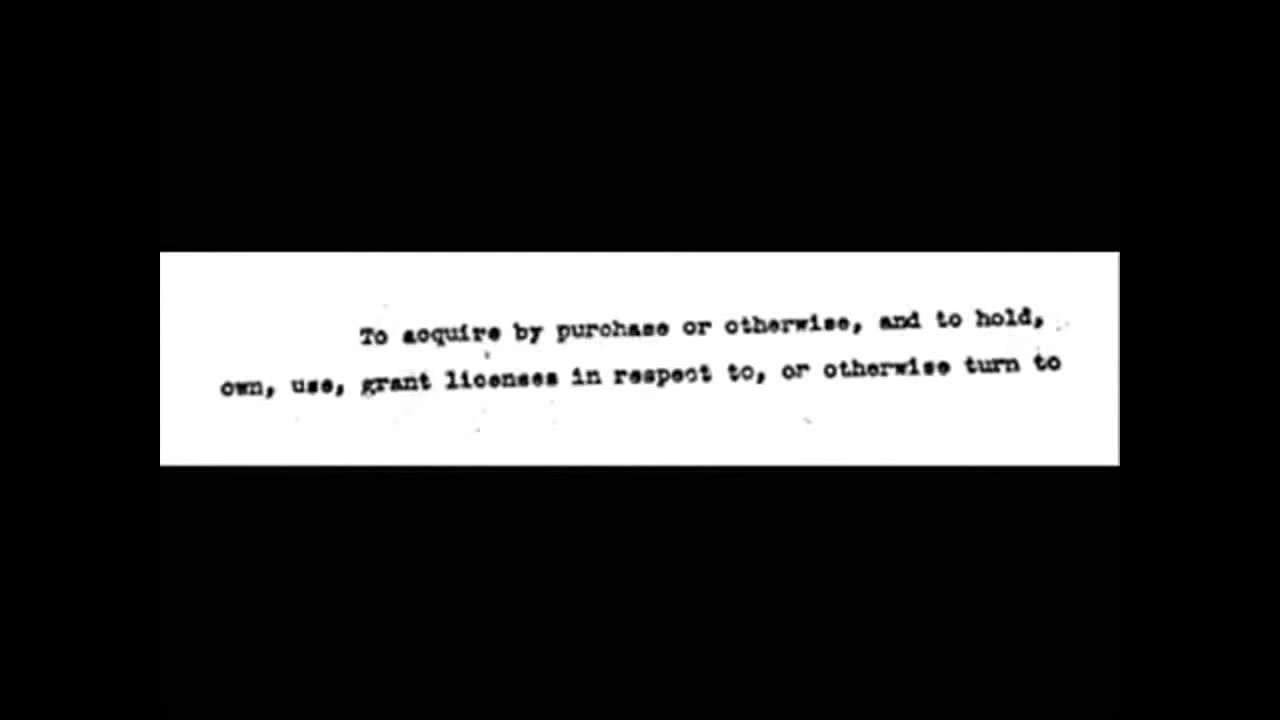 To acquire by purchase or otherwise, and to hold,
own, use, grant licenses in respect to, or otherwise turn to